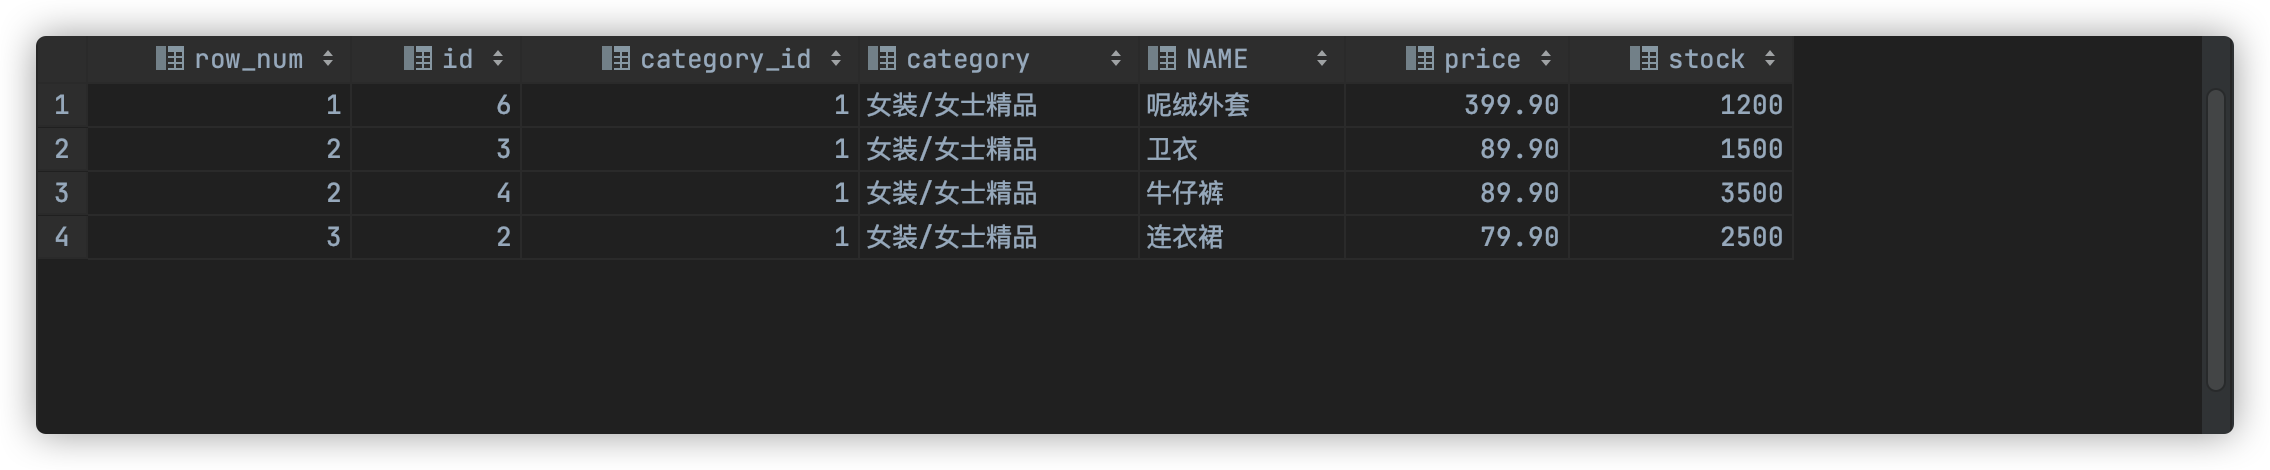 row_num id category_id category NAME price stock
1 1 6 1 女装/女士精品 呢绒外套 399.90 1200
2 2 3 1 女装/女士精品 卫衣 89.90 1500
3 2 4 1 女装/女士精品 牛仔裤 89.90 3500
4 3 2 1 女装/女士精品 连衣裙 79.90 2500